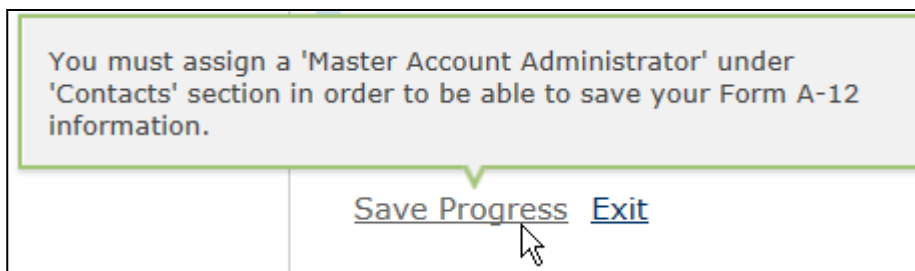 You must assign a 'Master Account Administrator' under
'Contacts' section in order to be able to save your Form A-12
information.
Save Progress Exit